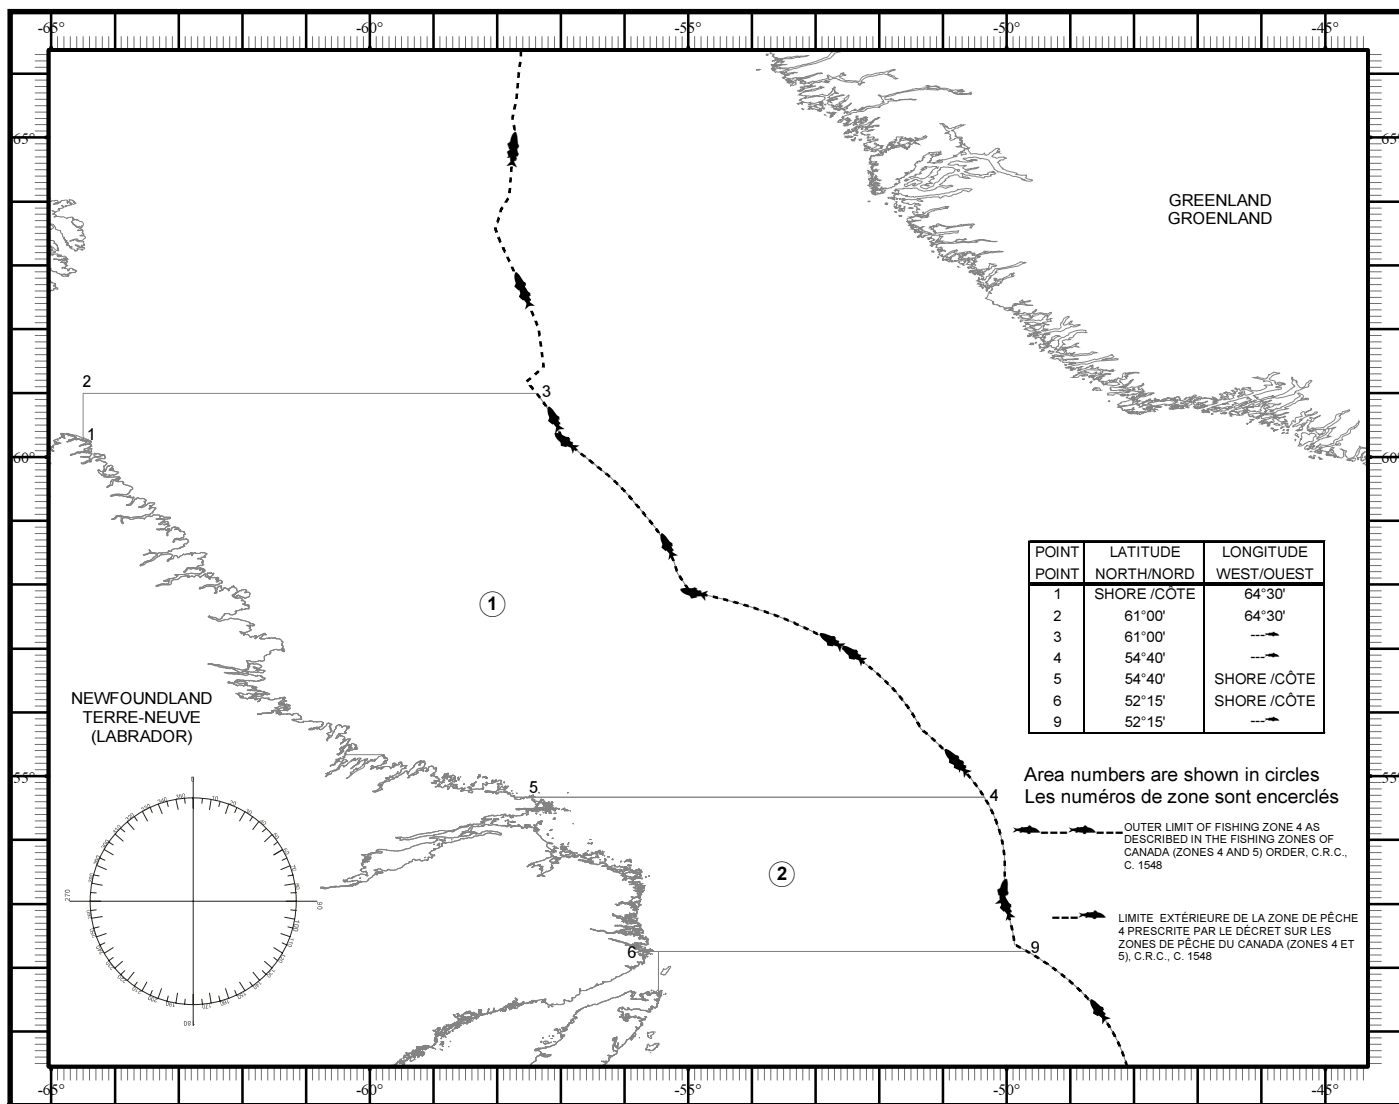 -65° -60° -55° -50° -45°
65° 65°
GREENLAND
GROENLAND
2
3
1
60° 60°
POINT LATITUDE LONGITUDE
POINT NORTH/NORD WEST/OUEST
1 SHORE /CÔTE 64°30'
2 61°00' 64°30'
3 61°00' ---
4 54°40' ---
5 54°40' SHORE /CÔTE
6 52°15' SHORE /CÔTE
9 52°15' ---
1
NEWFOUNDLAND
TERRE-NEUVE
(LABRADOR)
55° 55°
Area numbers are shown in circles
Les numéros de zone sont encerclés
5
4
OUTER LIMIT OF FISHING ZONE 4 AS
DESCRIBED IN THE FISHING ZONES OF
CANADA (ZONES 4 AND 5) ORDER, C.R.C.,
C. 1548
2
0
90
180
270
LIMITE EXTÉRIEURE DE LA ZONE DE PÊCHE
4 PRESCRITE PAR LE DÉCRET SUR LES
ZONES DE PÊCHE DU CANADA (ZONES 4 ET
5), C.R.C., C. 1548
6
9
-65° -60° -55° -50° -45°